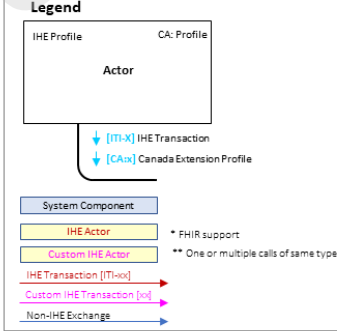 Legend
IHE Profile CA: Profile
Actor
[ITI-X] IHE Transaction
[CA:x] Canada Extension Profile
System Component
IHE Actor * FHIR support
Custom IHE Actor ** One or multiple calls of same type
IHE Transaction [ITI-xx]
Custom IHE Transaction [xx]
Non-IHE Exchange